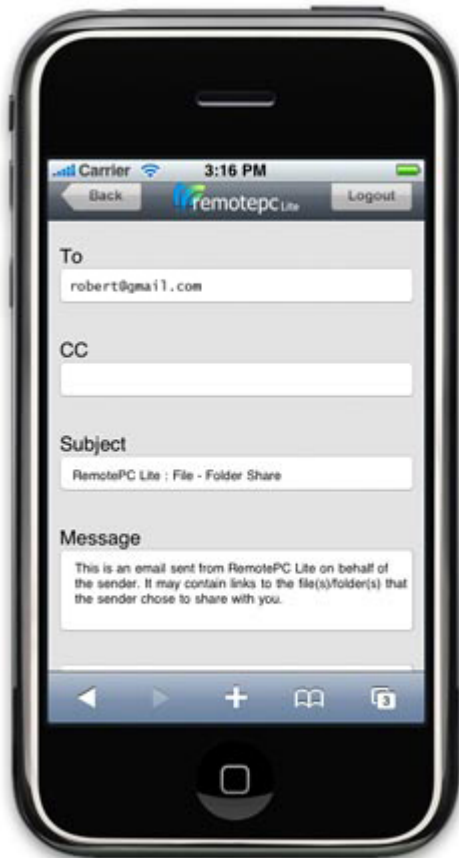 Carrier 3:16 PM
Back remotepc Lite Logout
To
robert@gmail.com
CC
Subject
RemotePC Lite : File - Folder Share
Message
This is an email sent from RemotePC Lite on behalf of
the sender. It may contain links to the file(s)/folder(s) that
the sender chose to share with you.
3